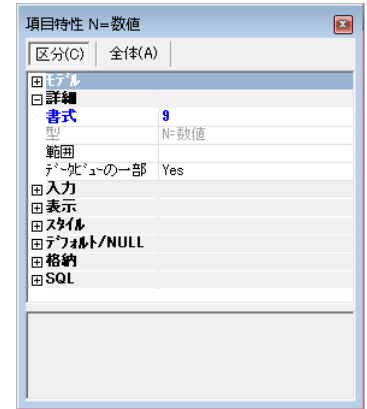 項目特性 N=数値
区分(C) 全体(A)
ﾓﾃﾞﾙ
詳細
書式 9
型 N=数値
範囲
ﾃﾞｰﾀﾋﾞｭｰの一部 Yes
入力
表示
ｽﾀｲﾙ
ﾃﾞﾌｫﾙﾄ/NULL
格納
SQL